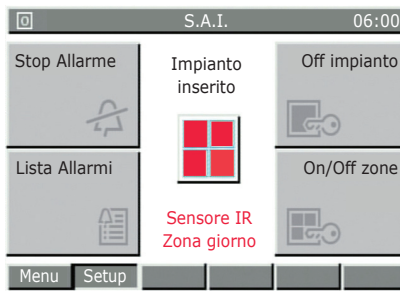 0 S.A.I. 06:00
Stop Allarme
Impianto
inserito
Off impianto
Lista Allarmi
On/Off zone
Sensore IR
Zona giorno
Menu Setup